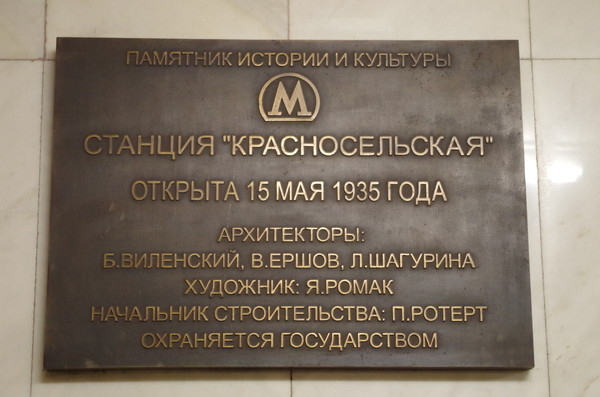 ПАМЯТНИК ИСТОРИИ И КУЛЬТУРЫ
М
СТАНЦИЯ "КРАСНОСЕЛЬСКАЯ"
ОТКРЫТА 15 МАЯ 1935 ГОДА
АРХИТЕКТОРЫ:
Б.ВИЛЕНСКИЙ, В.ЕРШОВ, Л.ШАГУРИНА
ХУДОЖНИК: Я.РОМАК
НАЧАЛЬНИК СТРОИТЕЛЬСТВА: П.РОТЕРТ
ОХРАНЯЕТСЯ ГОСУДАРСТВОМ